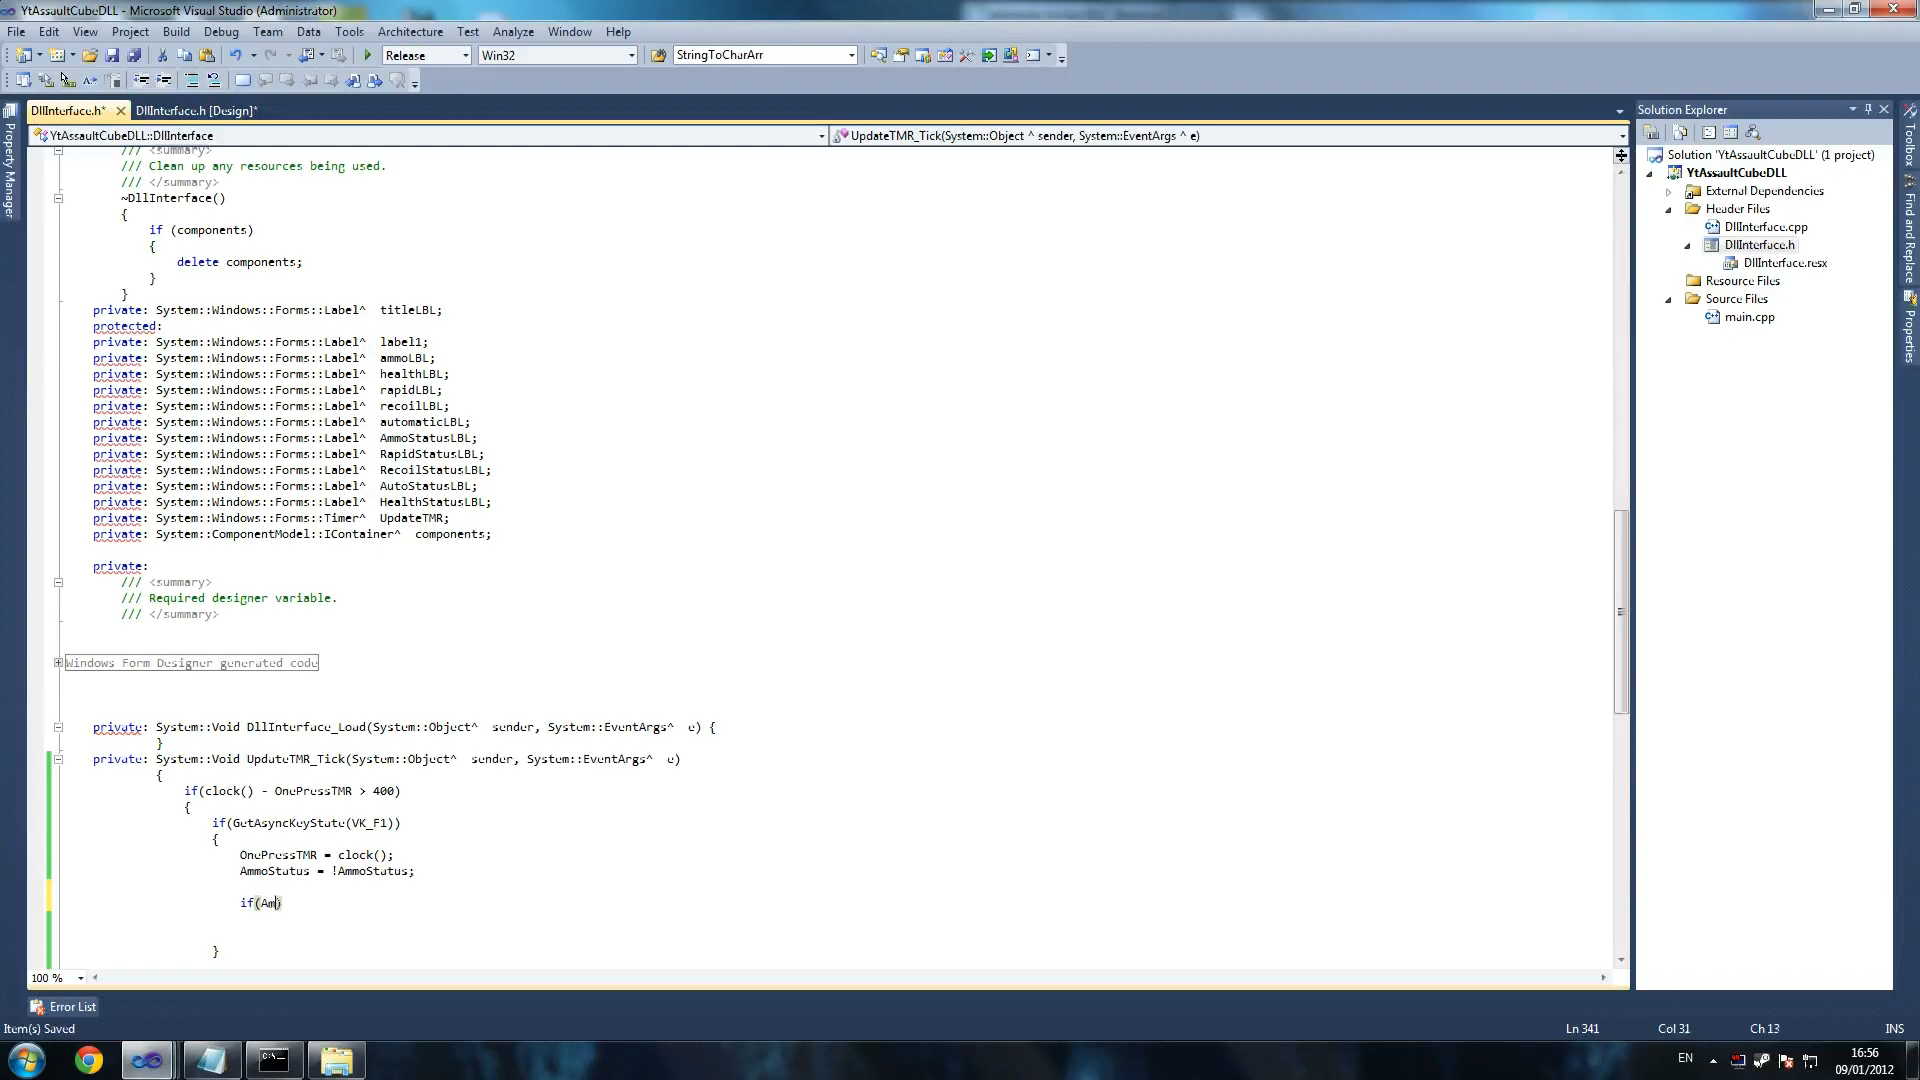 YtAssaultCubeDLL - Microsoft Visual Studio (Administrator)
File Edit View Project Build Debug Team Data Tools Architecture Test Analyze Window Help
Release Win32 StringToCharArr
DllInterface.h* DllInterface.h [Design]*
YtAssaultCubeDLL::DllInterface UpdateTMR_Tick(System::Object ^ sender, System::EventArgs ^ e)
/// <summary>
/// Clean up any resources being used.
/// </summary>
~DllInterface()
{
if (components)
{
delete components;
}
}
private: System::Windows::Forms::Label^  titleLBL;
protected:
private: System::Windows::Forms::Label^  label1;
private: System::Windows::Forms::Label^  ammoLBL;
private: System::Windows::Forms::Label^  healthLBL;
private: System::Windows::Forms::Label^  rapidLBL;
private: System::Windows::Forms::Label^  recoilLBL;
private: System::Windows::Forms::Label^  automaticLBL;
private: System::Windows::Forms::Label^  AmmoStatusLBL;
private: System::Windows::Forms::Label^  RapidStatusLBL;
private: System::Windows::Forms::Label^  RecoilStatusLBL;
private: System::Windows::Forms::Label^  AutoStatusLBL;
private: System::Windows::Forms::Label^  HealthStatusLBL;
private: System::Windows::Forms::Timer^  UpdateTMR;
private: System::ComponentModel::IContainer^  components;
private:
/// <summary>
/// Required designer variable.
/// </summary>
Windows Form Designer generated code
private: System::Void DllInterface_Load(System::Object^  sender, System::EventArgs^  e) {
}
private: System::Void UpdateTMR_Tick(System::Object^  sender, System::EventArgs^  e)
{
if(clock() - OnePressTMR > 400)
{
if(GetAsyncKeyState(VK_F1))
{
OnePressTMR = clock();
AmmoStatus = !AmmoStatus;
if(Am)
}
100 %
Property Manager
Solution Explorer
Solution 'YtAssaultCubeDLL' (1 project)
YtAssaultCubeDLL
External Dependencies
Header Files
DllInterface.cpp
DllInterface.h
DllInterface.resx
Resource Files
Source Files
main.cpp
Toolbox
Find and Replace
Properties
Error List
Item(s) Saved Ln 341 Col 31 Ch 13 INS
EN 16:56
09/01/2012